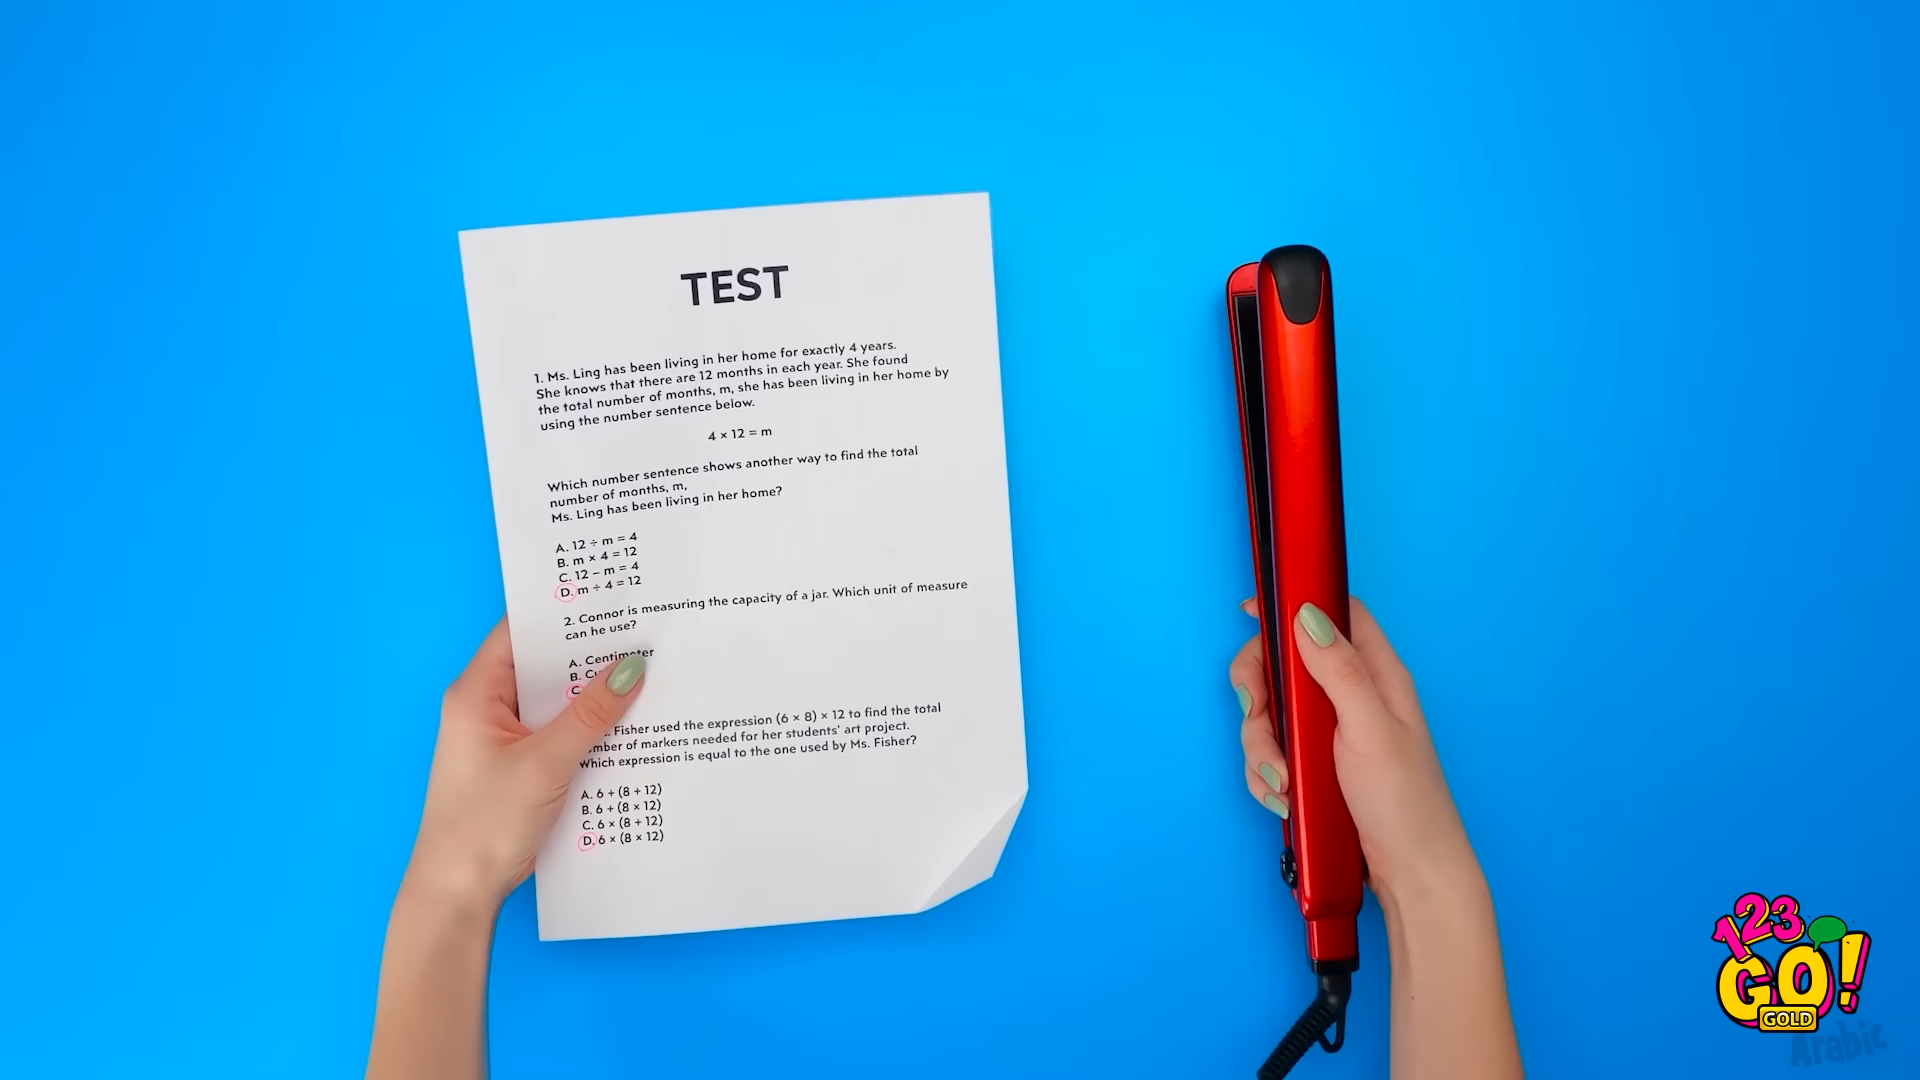 TEST
1. Ms. Ling has been living in her home for exactly 4 years.
She knows that there are 12 months in each year. She found
the total number of months, m, she has been living in her home by
using the number sentence below.
4 × 12 = m
Which number sentence shows another way to find the total
number of months, m,
Ms. Ling has been living in her home?
A. 12 ÷ m = 4
B. m × 4 = 12
C. 12 − m = 4
D. m ÷ 4 = 12
2. Connor is measuring the capacity of a jar. Which unit of measure
can he use?
A. Centimeter
B.
C
Fisher used the expression (6 × 8) × 12 to find the total
of markers needed for her students' art project.
Which expression is equal to the one used by Ms. Fisher?
A. 6 + (8 + 12)
B. 6 + (8 × 12)
C. 6 × (8 + 12)
D. 6 × (8 × 12)
123
GO!
GOLD
Arabic